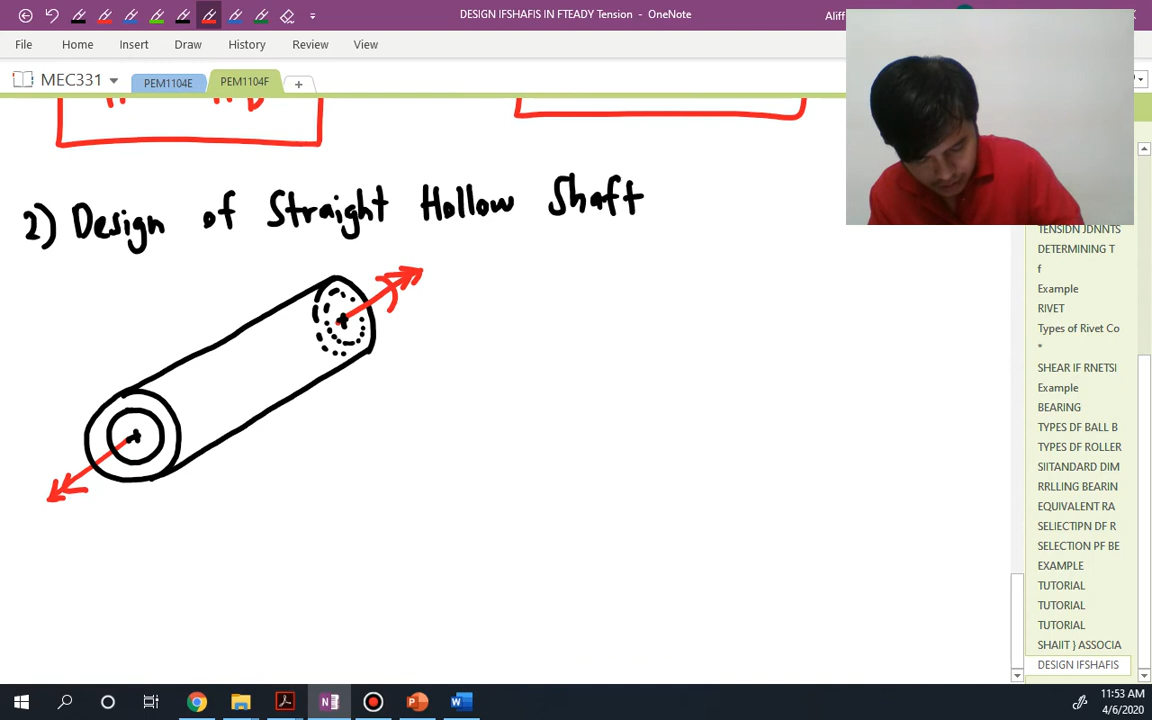 DESIGN IFSHAFIS IN FTEADY Tension - OneNote
Aliff
File Home Insert Draw History Review View
MEC331 PEM1104E PEM1104F
2) Design of Straight Hollow Shaft
TENSIDN JDNNTS
DETERMINING T
f
Example
RIVET
Types of Rivet Co
*
SHEAR IF RNETSI
Example
BEARING
TYPES DF BALL B
TYPES DF ROLLER
SIITANDARD DIM
RRLLING BEARIN
EQUIVALENT RA
SELIECTIPN DF R
SELECTION PF BE
EXAMPLE
TUTORIAL
TUTORIAL
TUTORIAL
SHAIIT } ASSOCIA
DESIGN IFSHAFIS
11:53 AM
4/6/2020